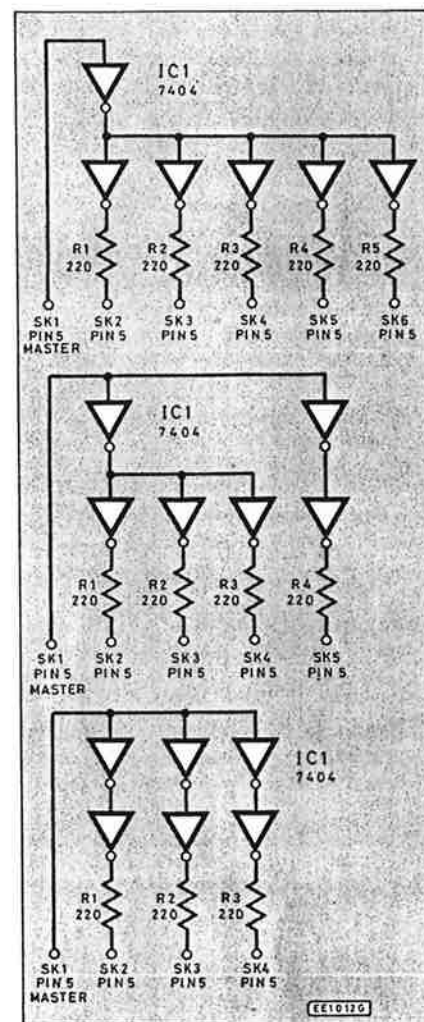 IC1
7404
R1 R2 R3 R4 R5
220 220 220 220 220
SK1 SK2 SK3 SK4 SK5 SK6
PIN 5 PIN 5 PIN 5 PIN 5 PIN 5 PIN 5
MASTER
IC1
7404
R1 R2 R3 R4
220 220 220 220
SK1 SK2 SK3 SK4 SK5
PIN 5 PIN 5 PIN 5 PIN 5 PIN 5
MASTER
IC1
7404
R1 R2 R3
220 220 220
SK1 SK2 SK3 SK4
PIN 5 PIN 5 PIN 5 PIN 5
MASTER
EE1012G